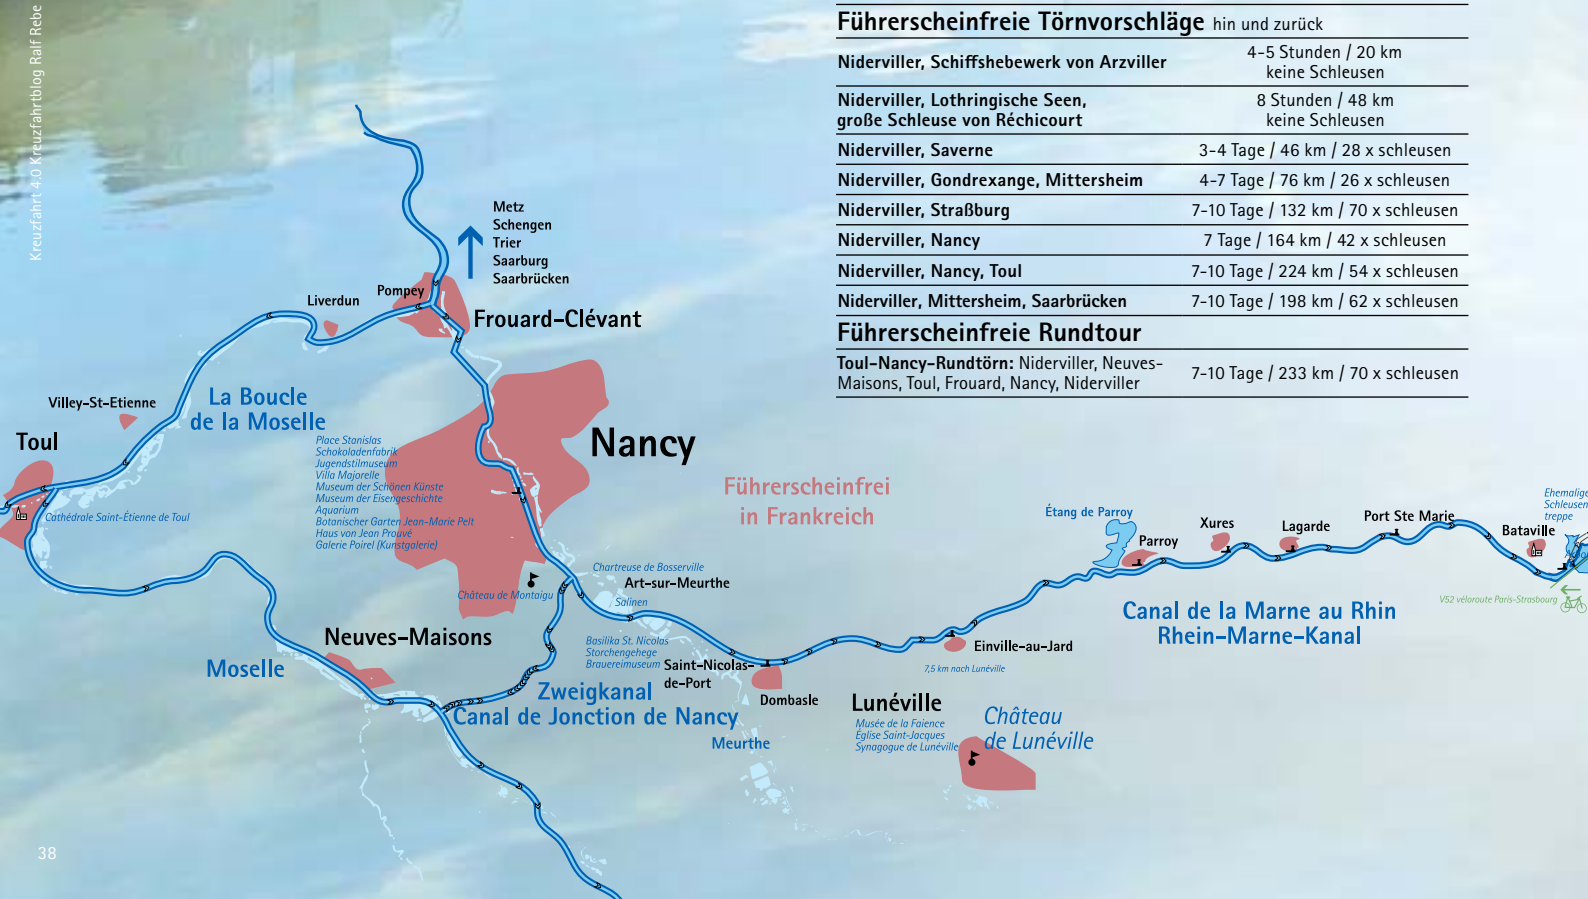 Kreuzfahrt 4.0 Kreuzfahrtblog Ralf Rebe
Führerscheinfreie Törnvorschläge hin und zurück
Niderviller, Schiffshebewerk von Arzviller
4-5 Stunden / 20 km
keine Schleusen
Niderviller, Lothringische Seen,
große Schleuse von Réchicourt
8 Stunden / 48 km
keine Schleusen
Niderviller, Saverne
3-4 Tage / 46 km / 28 x schleusen
Niderviller, Gondrexange, Mittersheim
4-7 Tage / 76 km / 26 x schleusen
Niderviller, Straßburg
7-10 Tage / 132 km / 70 x schleusen
Niderviller, Nancy
7 Tage / 164 km / 42 x schleusen
Niderviller, Nancy, Toul
7-10 Tage / 224 km / 54 x schleusen
Niderviller, Mittersheim, Saarbrücken
7-10 Tage / 198 km / 62 x schleusen
Führerscheinfreie Rundtour
Toul-Nancy-Rundtörn: Niderviller, Neuves-
Maisons, Toul, Frouard, Nancy, Niderviller
7-10 Tage / 233 km / 70 x schleusen
Metz
Schengen
Trier
Saarburg
Saarbrücken
Pompey
Liverdun
Frouard-Clévant
Villey-St-Etienne
La Boucle
de la Moselle
Toul
Cathédrale Saint-Étienne de Toul
Place Stanislas
Schokoladenfabrik
Jugendstilmuseum
Villa Majorelle
Museum der Schönen Künste
Museum der Eisengeschichte
Aquarium
Botanischer Garten Jean-Marie Pelt
Haus von Jean Prouvé
Galerie Poirel (Kunstgalerie)
Nancy
Führerscheinfrei
in Frankreich
Étang de Parroy
Parroy
Xures
Lagarde
Port Ste Marie
Bataville
Ehemalige
Schleusen
treppe
V52 véloroute Paris-Strasbourg
Canal de la Marne au Rhin
Rhein-Marne-Kanal
Chartreuse de Bosserville
Art-sur-Meurthe
Salinen
Château de Montaigu
Neuves-Maisons
Moselle
Basilika St. Nicolas
Storchengehege
Brauereimuseum
Saint-Nicolas-
de-Port
Dombasle
Zweigkanal
Canal de Jonction de Nancy
Meurthe
Einville-au-Jard
7,5 km nach Lunéville
Lunéville
Musée de la Faience
Église Saint-Jacques
Synagogue de Lunéville
Château
de Lunéville
38